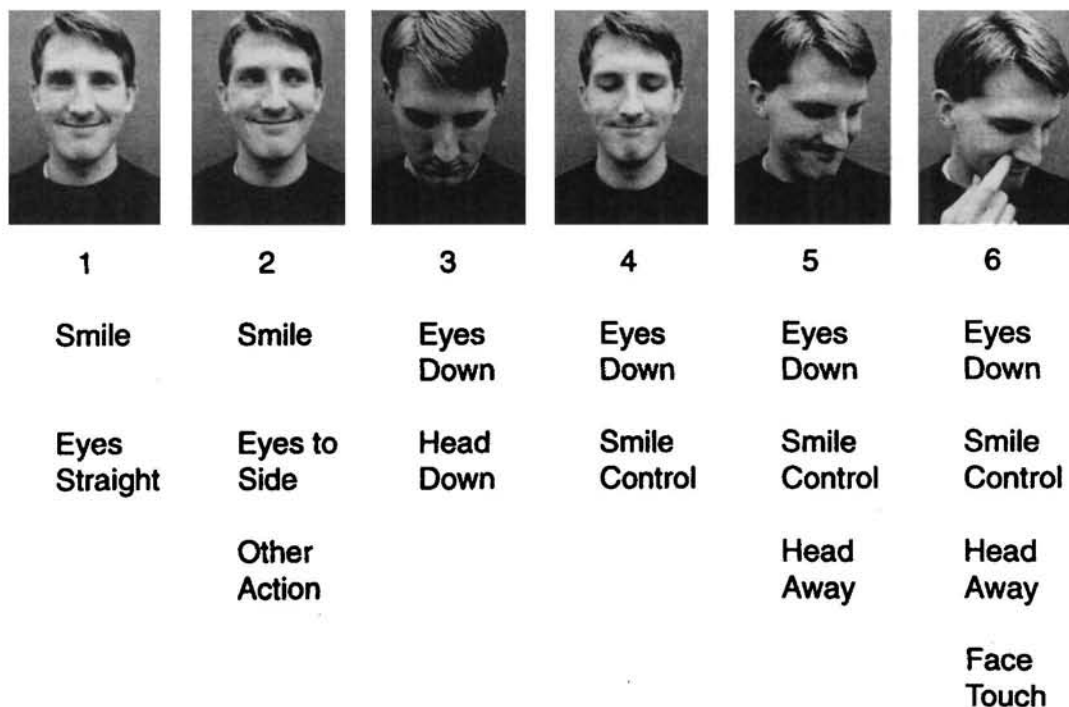 1
2
3
4
5
6
Smile
Smile
Eyes
Down
Eyes
Down
Eyes
Down
Eyes
Down
Eyes
Straight
Eyes to
Side
Head
Down
Smile
Control
Smile
Control
Smile
Control
Other
Action
Head
Away
Head
Away
Face
Touch